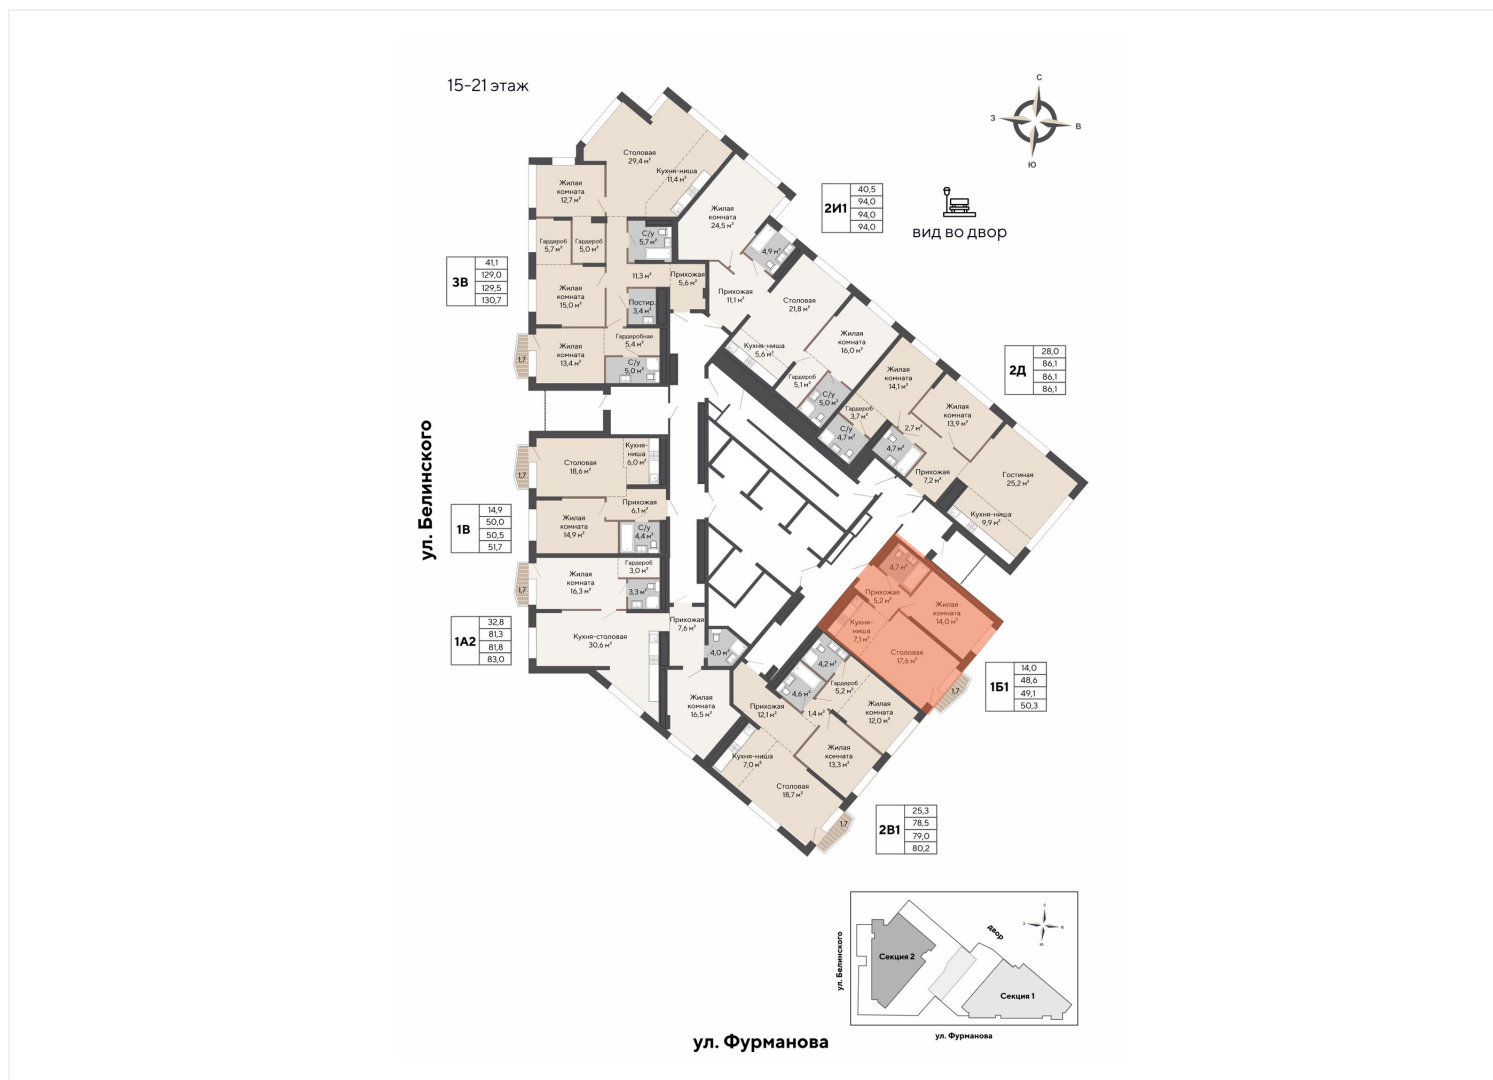 15-21 этаж
С
З
В
Ю
вид во двор
2И1
40,5
94,0
94,0
94,0
Столовая
29,4 м²
Кухня-ниша
11,4 м²
Жилая
комната
12,7 м²
Жилая
комната
24,5 м²
С/у
5,7 м²
Гардероб
5,7 м²
Гардероб
5,0 м²
4,9 м²
3В
41,1
129,0
129,5
130,7
11,3 м²
Прихожая
5,6 м²
Жилая
комната
15,0 м²
Постир.
3,4 м²
Прихожая
11,1 м²
Столовая
21,8 м²
Жилая
комната
16,0 м²
Кухня-ниша
5,6 м²
1,7
Жилая
комната
13,4 м²
Гардеробная
5,4 м²
С/у
5,0 м²
Гардероб
5,1 м²
С/у
5,0 м²
2Д
28,0
86,1
86,1
86,1
Жилая
комната
14,1 м²
Гардероб
3,7 м²
С/у
4,7 м²
Жилая
комната
13,9 м²
2,7 м²
4,7 м²
Прихожая
7,2 м²
Гостиная
25,2 м²
Кухня-ниша
9,9 м²
ул. Белинского
1,7
Столовая
18,6 м²
Кухня-
ниша
6,0 м²
Прихожая
6,1 м²
1В
14,9
50,0
50,5
51,7
Жилая
комната
14,9 м²
С/у
4,4 м²
1,7
Жилая
комната
16,3 м²
Гардероб
3,0 м²
3,3 м²
4,7 м²
Прихожая
5,2 м²
Жилая
комната
14,0 м²
Кухня-
ниша
7,1 м²
Столовая
17,6 м²
1,7
1А2
32,8
81,3
81,8
83,0
Кухня-столовая
30,6 м²
Прихожая
7,6 м²
4,0 м²
Жилая
комната
16,5 м²
1Б1
14,0
48,6
49,1
50,3
4,2 м²
4,6 м²
Гардероб
5,2 м²
Жилая
комната
12,0 м²
Прихожая
12,1 м²
1,4 м²
Жилая
комната
13,3 м²
Кухня-ниша
7,0 м²
Столовая
18,7 м²
1,7
2В1
25,3
78,5
79,0
80,2
ул. Белинского
Секция 2
двор
С
З
В
Ю
Секция 1
ул. Фурманова
ул. Фурманова